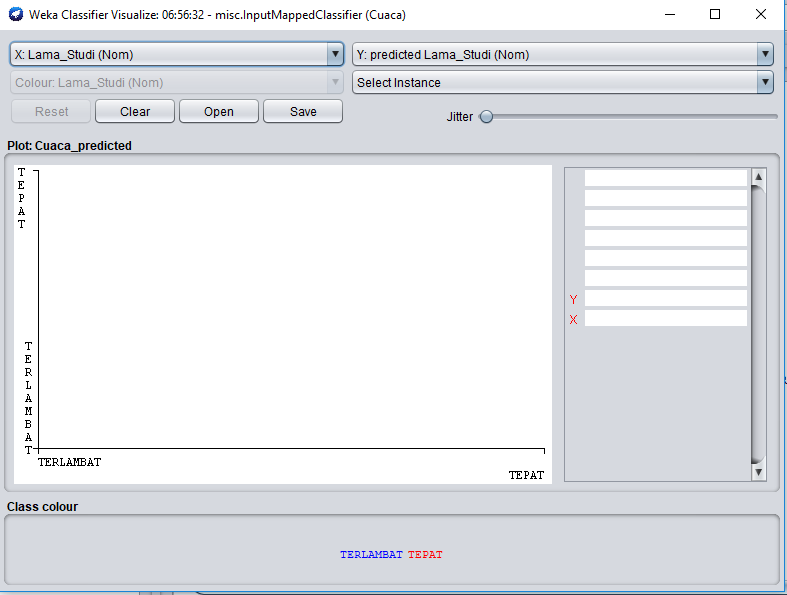 Weka Classifier Visualize: 06:56:32 - misc.InputMappedClassifier (Cuaca)
X: Lama_Studi (Nom)
Y: predicted Lama_Studi (Nom)
Colour: Lama_Studi (Nom)
Select Instance
Reset
Clear
Open
Save
Jitter
Plot: Cuaca_predicted
TEPAT
TERLAMBAT
TERLAMBAT
TEPAT
Y
X
Class colour
TERLAMBAT TEPAT